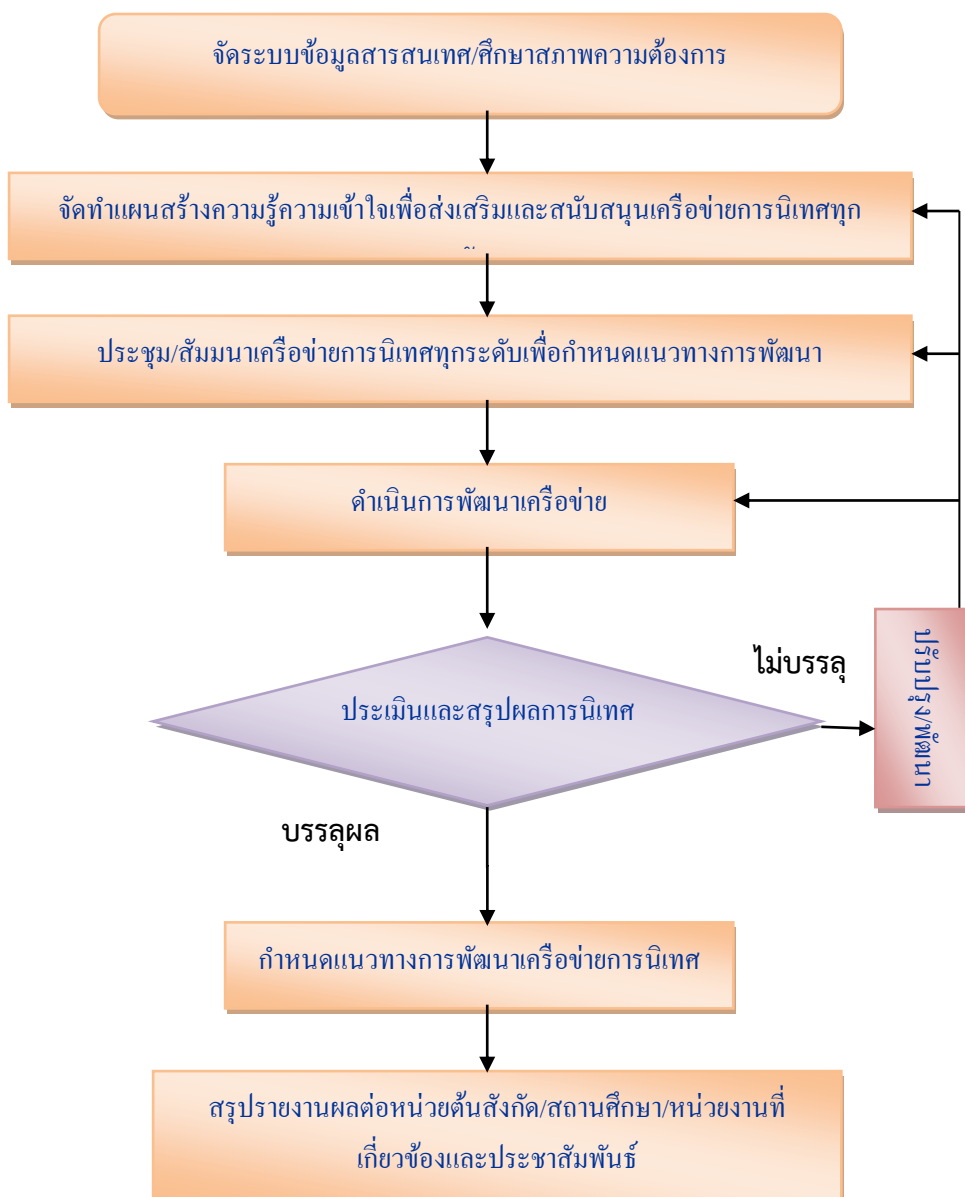 จัดระบบข้อมูลสารสนเทศ/ศึกษาสภาพความต้องการ
จัดทำแผนสร้างความรู้ความเข้าใจเพื่อส่งเสริมและสนับสนุนเครือข่ายการนิเทศทุก
ประชุม/สัมมนาเครือข่ายการนิเทศทุกระดับเพื่อกำหนดแนวทางการพัฒนา
ดำเนินการพัฒนาเครือข่าย
ไม่บรรลุ
ปรับปรุง/พัฒนา
ประเมินและสรุปผลการนิเทศ
บรรลุผล
กำหนดแนวทางการพัฒนาเครือข่ายการนิเทศ
สรุปรายงานผลต่อหน่วยต้นสังกัด/สถานศึกษา/หน่วยงานที่
เกี่ยวข้องและประชาสัมพันธ์